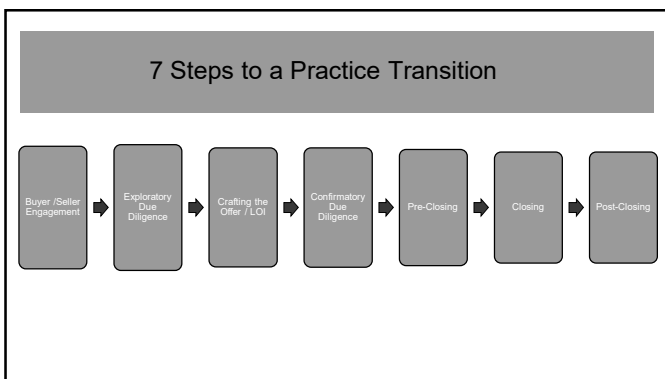 7 Steps to a Practice Transition
Buyer /Seller
Engagement
Exploratory
Due
Diligence
Crafting the
Offer / LOI
Confirmatory
Due
Diligence
Pre-Closing
Closing
Post-Closing